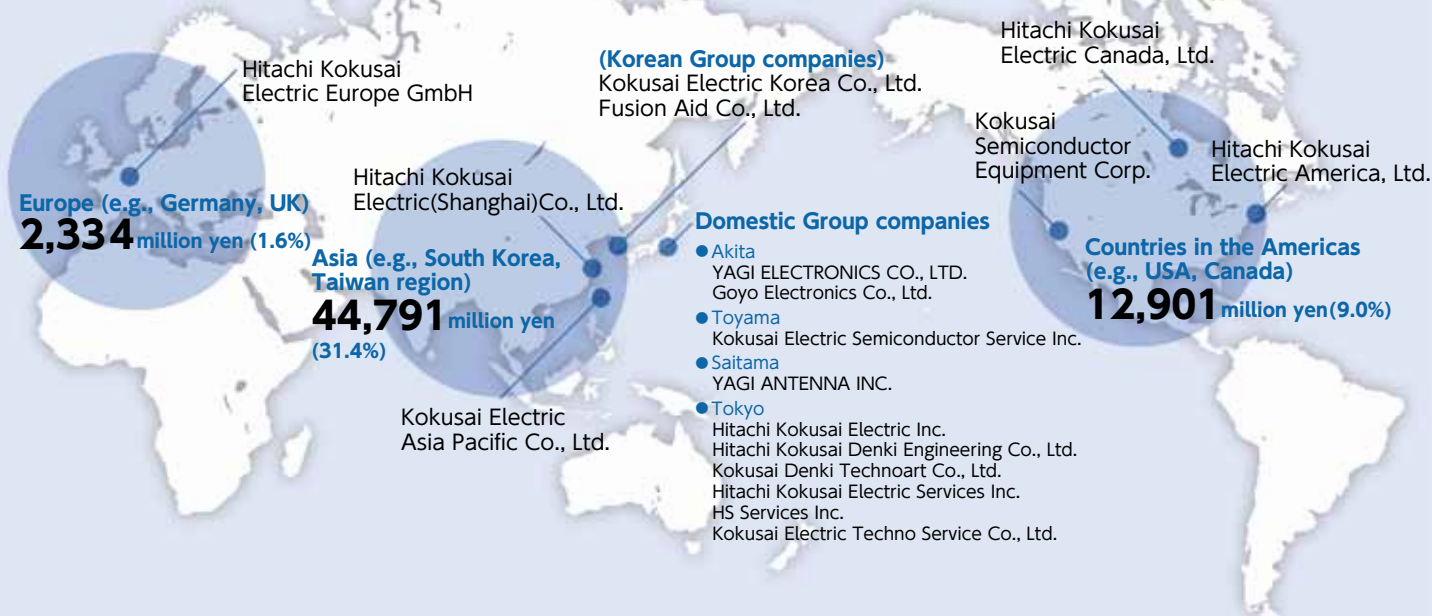 Hitachi Kokusai
Electric Europe GmbH
Europe (e.g., Germany, UK)
2,334 million yen (1.6%)
(Korean Group companies)
Kokusai Electric Korea Co., Ltd.
Fusion Aid Co., Ltd.
Hitachi Kokusai
Electric(Shanghai)Co., Ltd.
Asia (e.g., South Korea,
Taiwan region)
44,791 million yen
(31.4%)
Kokusai Electric
Asia Pacific Co., Ltd.
Domestic Group companies
●Akita
YAGI ELECTRONICS CO., LTD.
Goyo Electronics Co., Ltd.
●Toyama
Kokusai Electric Semiconductor Service Inc.
●Saitama
YAGI ANTENNA INC.
●Tokyo
Hitachi Kokusai Electric Inc.
Hitachi Kokusai Denki Engineering Co., Ltd.
Kokusai Denki Technoart Co., Ltd.
Hitachi Kokusai Electric Services Inc.
HS Services Inc.
Kokusai Electric Techno Service Co., Ltd.
Hitachi Kokusai
Electric Canada, Ltd.
Kokusai
Semiconductor
Equipment Corp.
Hitachi Kokusai
Electric America, Ltd.
Countries in the Americas
(e.g., USA, Canada)
12,901 million yen(9.0%)